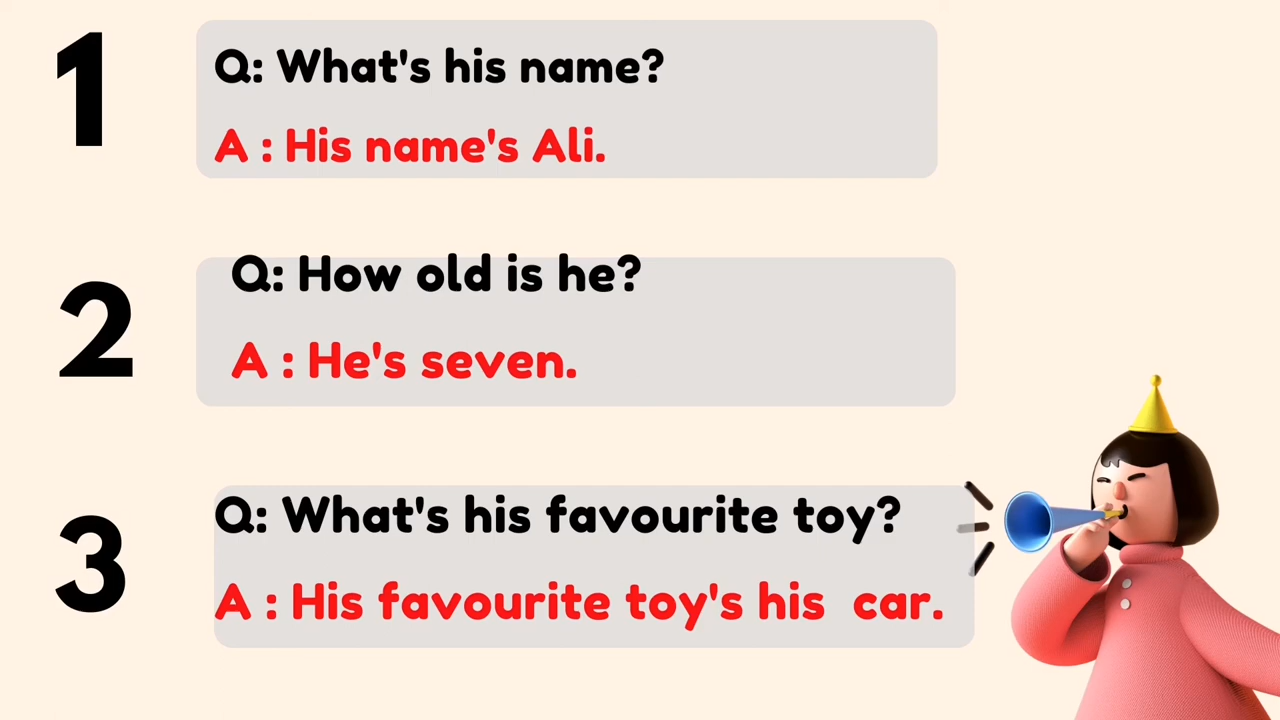 1
Q: What's his name?
A : His name's Ali.
2
Q: How old is he?
A : He's seven.
3
Q: What's his favourite toy?
A : His favourite toy's his  car.